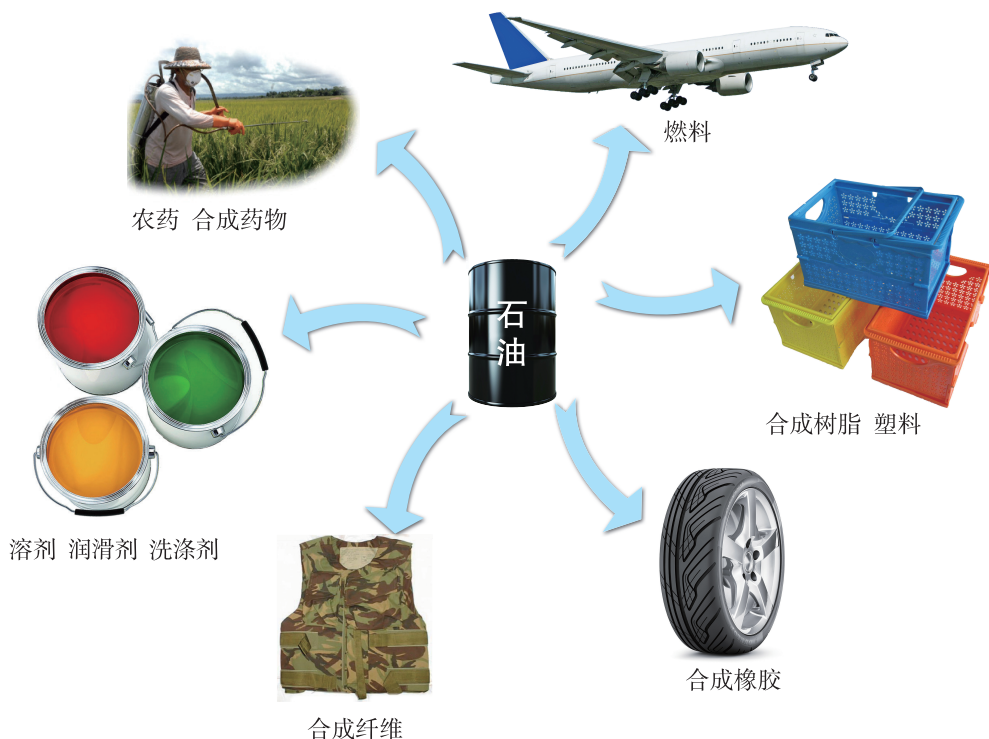 燃料
农药 合成药物
石油
合成树脂 塑料
溶剂 润滑剂 洗涤剂
合成橡胶
合成纤维